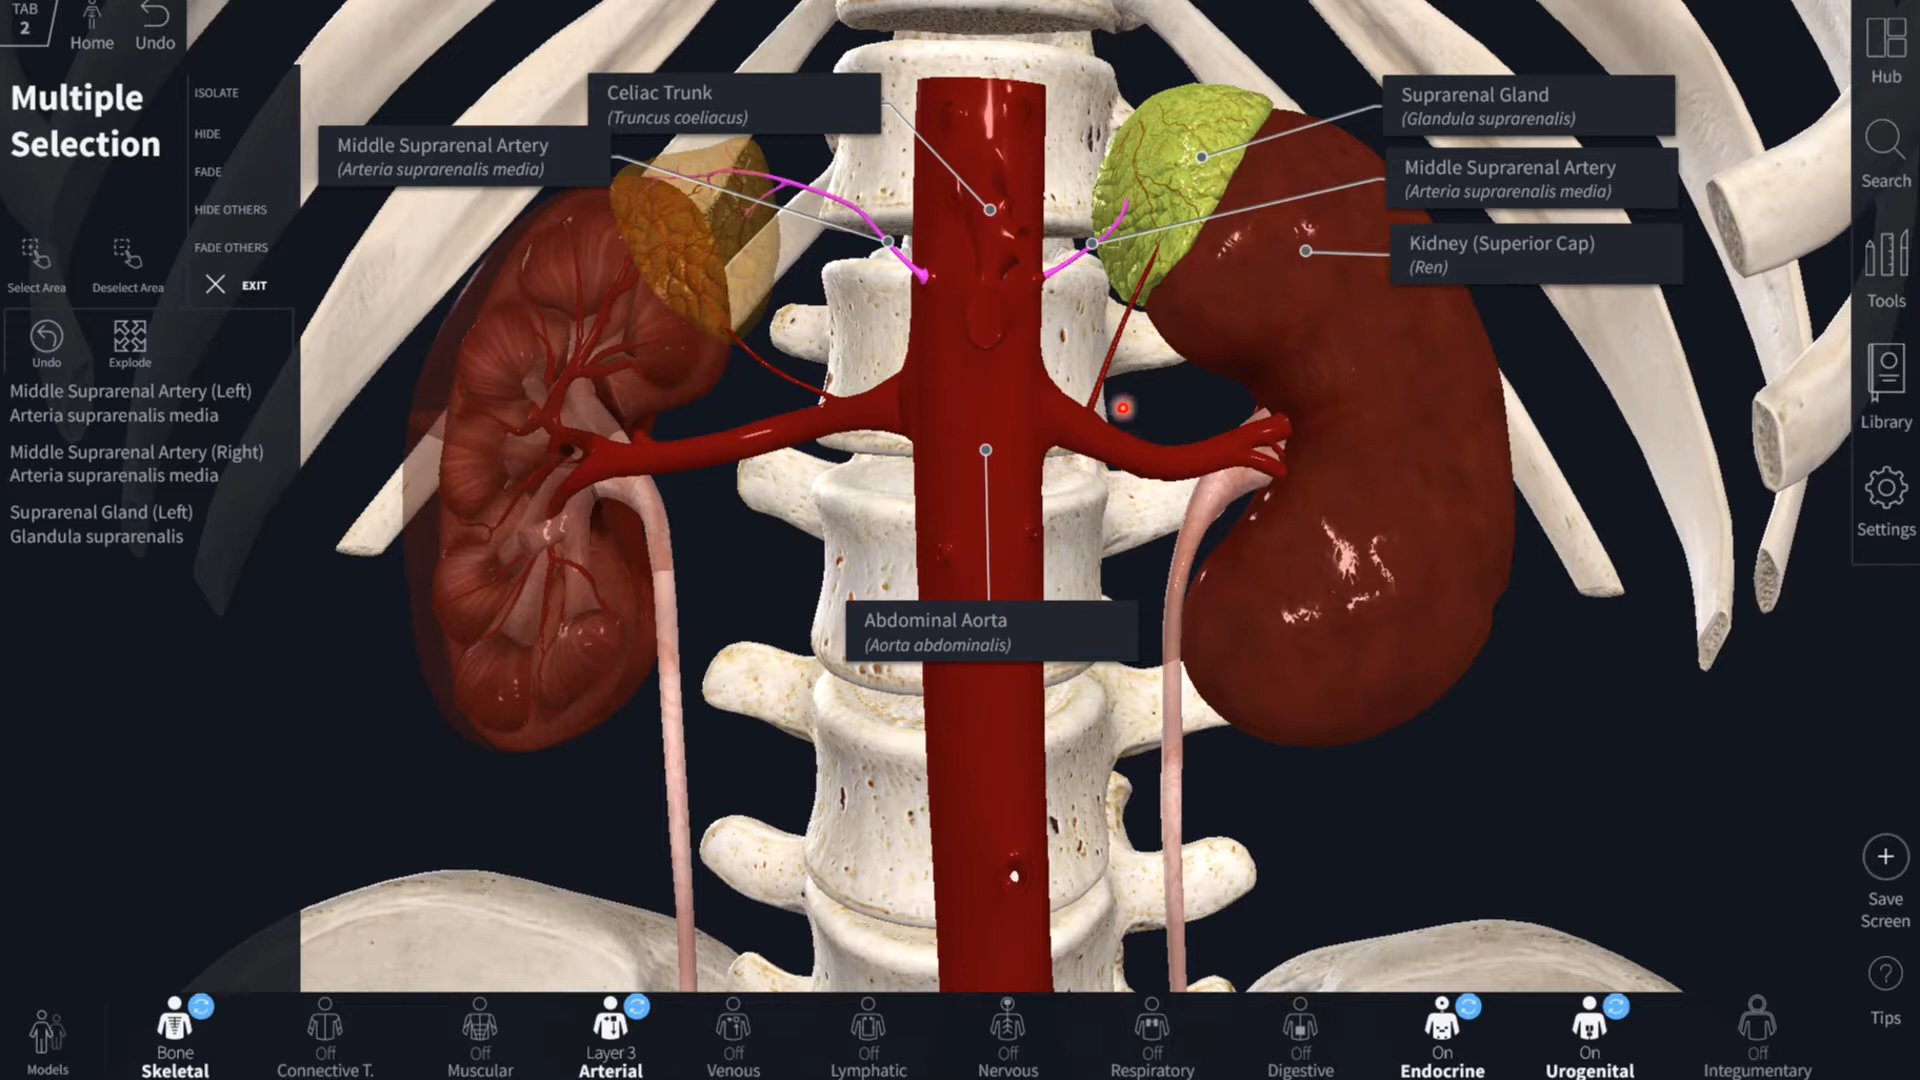 TAB
2
Home
Undo
Multiple
Selection
ISOLATE
HIDE
FADE
HIDE OTHERS
FADE OTHERS
EXIT
Select Area
Deselect Area
Undo
Explode
Middle Suprarenal Artery (Left)
Arteria suprarenalis media
Middle Suprarenal Artery (Right)
Arteria suprarenalis media
Suprarenal Gland (Left)
Glandula suprarenalis
Celiac Trunk
(Truncus coeliacus)
Middle Suprarenal Artery
(Arteria suprarenalis media)
Suprarenal Gland
(Glandula suprarenalis)
Middle Suprarenal Artery
(Arteria suprarenalis media)
Kidney (Superior Cap)
(Ren)
Abdominal Aorta
(Aorta abdominalis)
Hub
Search
Tools
Library
Settings
Save
Screen
Tips
Models
Bone
Skeletal
Off
Connective T.
Off
Muscular
Layer 3
Arterial
Off
Venous
Off
Lymphatic
Off
Nervous
Off
Respiratory
Off
Digestive
On
Endocrine
On
Urogenital
Off
Integumentary